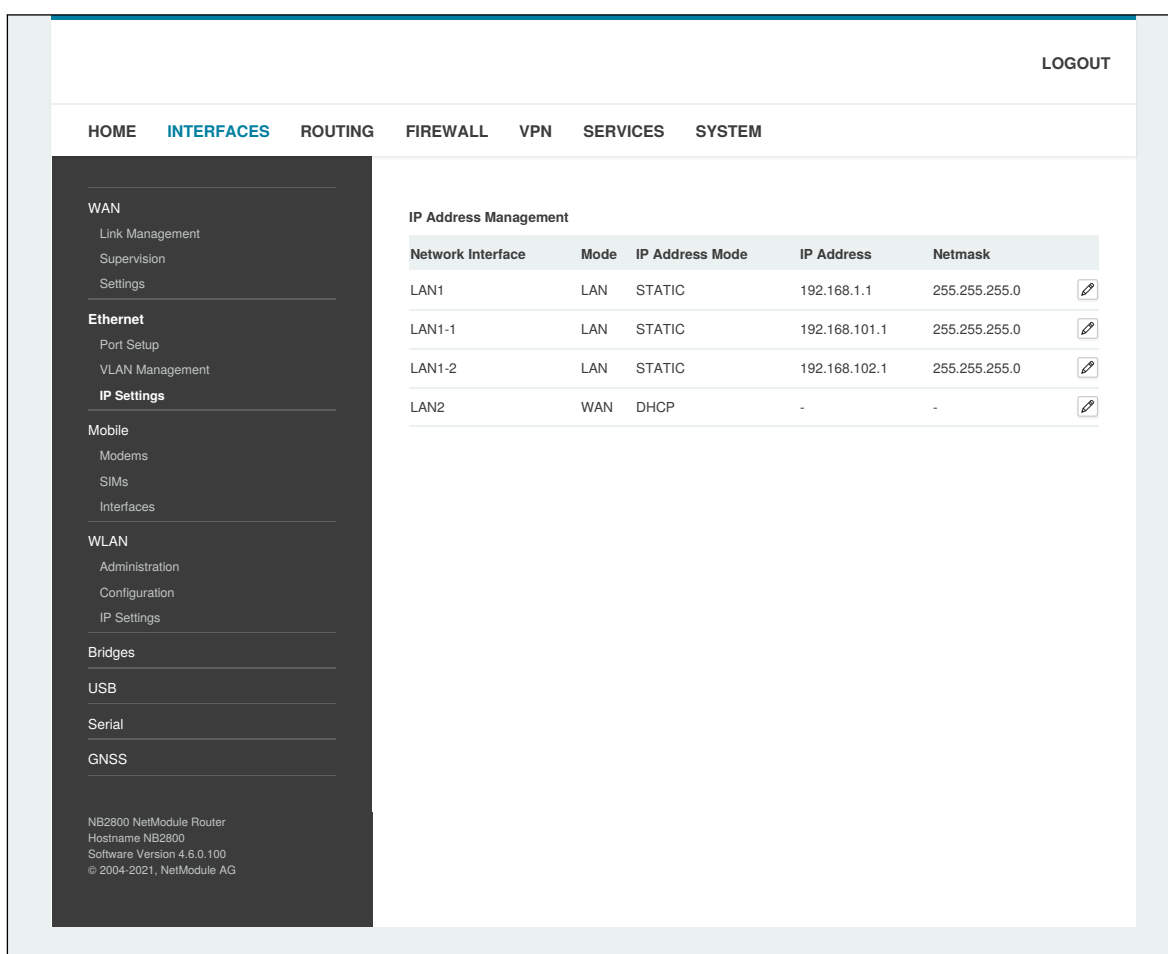 LOGOUT
HOME INTERFACES ROUTING FIREWALL VPN SERVICES SYSTEM
WAN
Link Management
Supervision
Settings
Ethernet
Port Setup
VLAN Management
IP Settings
Mobile
Modems
SIMs
Interfaces
WLAN
Administration
Configuration
IP Settings
Bridges
USB
Serial
GNSS
NB2800 NetModule Router
Hostname NB2800
Software Version 4.6.0.100
© 2004-2021, NetModule AG
IP Address Management
Network Interface Mode IP Address Mode IP Address Netmask
LAN1 LAN STATIC 192.168.1.1 255.255.255.0
LAN1-1 LAN STATIC 192.168.101.1 255.255.255.0
LAN1-2 LAN STATIC 192.168.102.1 255.255.255.0
LAN2 WAN DHCP - -